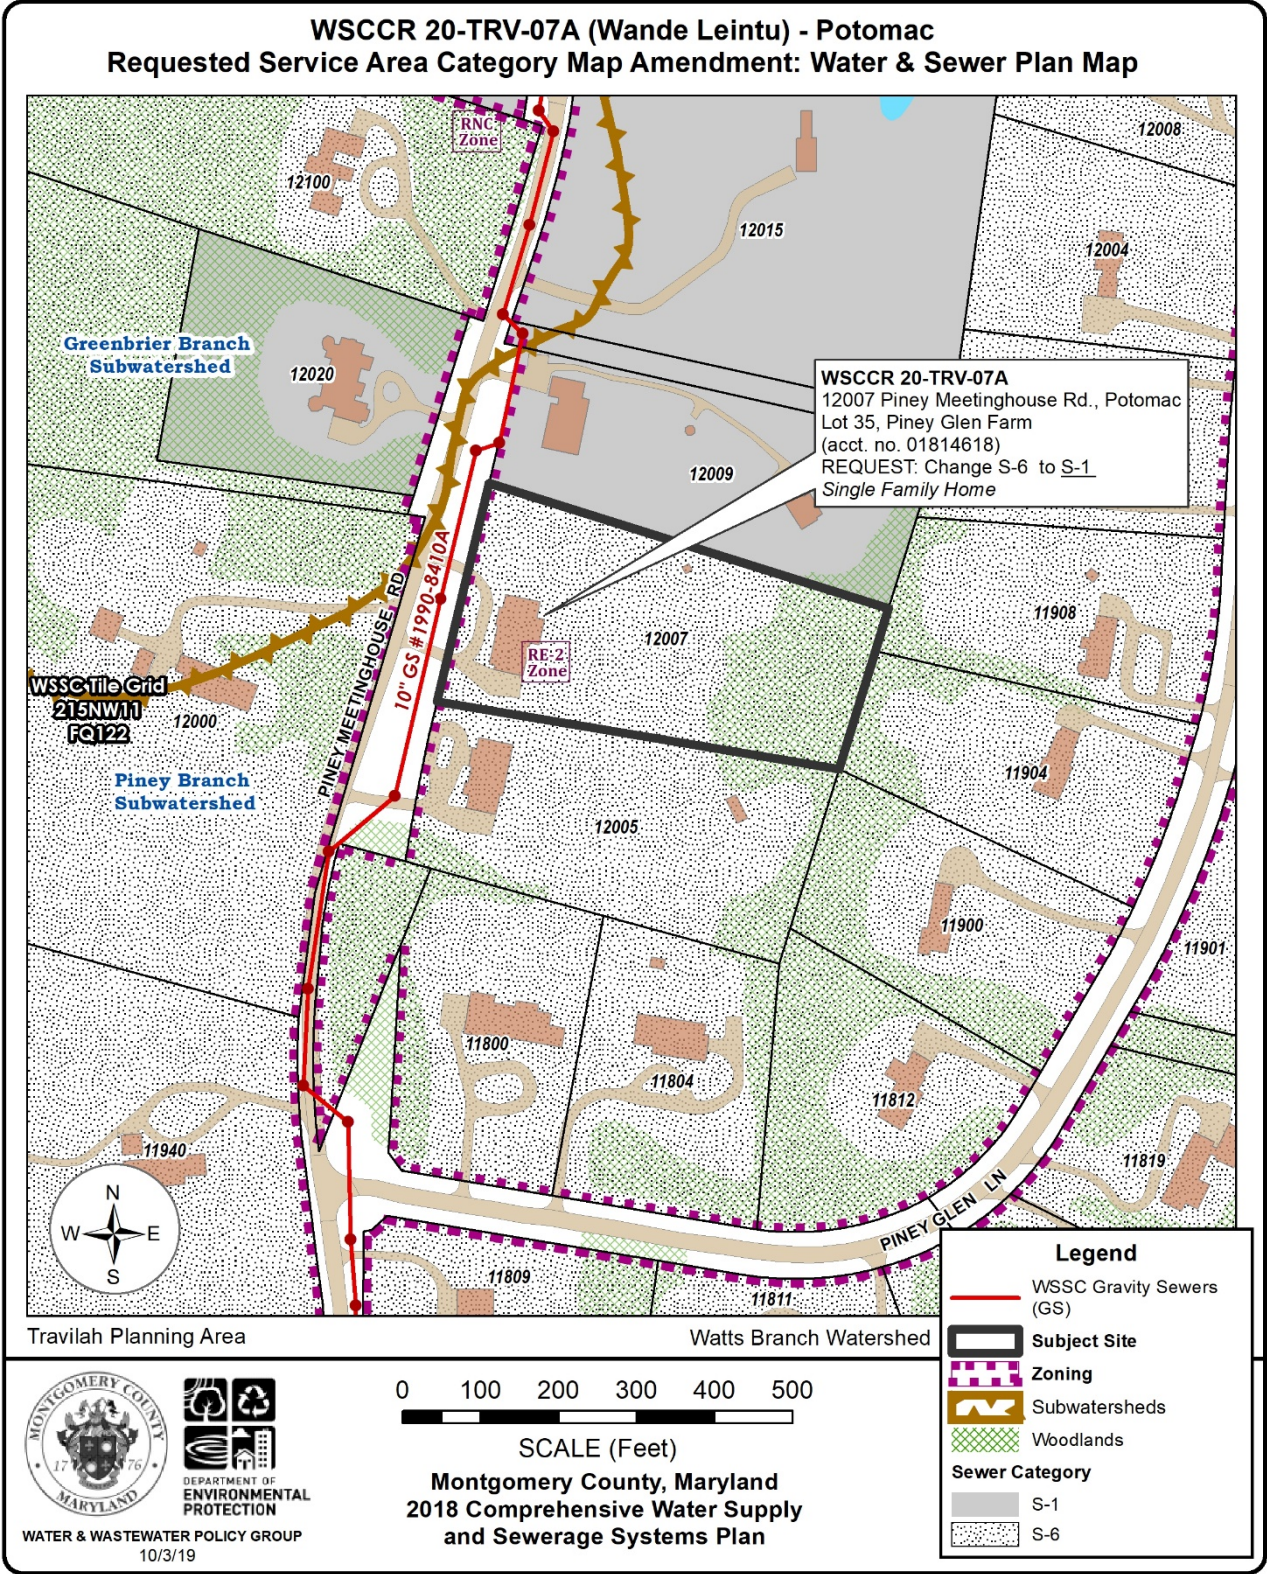 WSCCR 20-TRV-07A (Wande Leintu) - Potomac
Requested Service Area Category Map Amendment: Water & Sewer Plan Map
RNC
Zone
12008
12100
12015
12004
Greenbrier Branch
Subwatershed
12020
WSCCR 20-TRV-07A
12007 Piney Meetinghouse Rd., Potomac
Lot 35, Piney Glen Farm
(acct. no. 01814618)
REQUEST: Change S-6 to S-1
Single Family Home
12009
10" GS #1990-8410A
PINEY MEETINGHOUSE RD
12007
RE-2
Zone
11908
WSSC Tile Grid
215NW11
FQ122
12000
Piney Branch
Subwatershed
11904
12005
11900
11901
11800
11804
11812
11940
11819
N
W E
S
PINEY GLEN LN
11809
11811
Travilah Planning Area
Watts Branch Watershed
Legend
WSSC Gravity Sewers
(GS)
Subject Site
Zoning
Subwatersheds
Woodlands
Sewer Category
S-1
S-6
MONTGOMERY COUNTY
17 76
MARYLAND
DEPARTMENT OF
ENVIRONMENTAL
PROTECTION
WATER & WASTEWATER POLICY GROUP
10/3/19
0 100 200 300 400 500
SCALE (Feet)
Montgomery County, Maryland
2018 Comprehensive Water Supply
and Sewerage Systems Plan